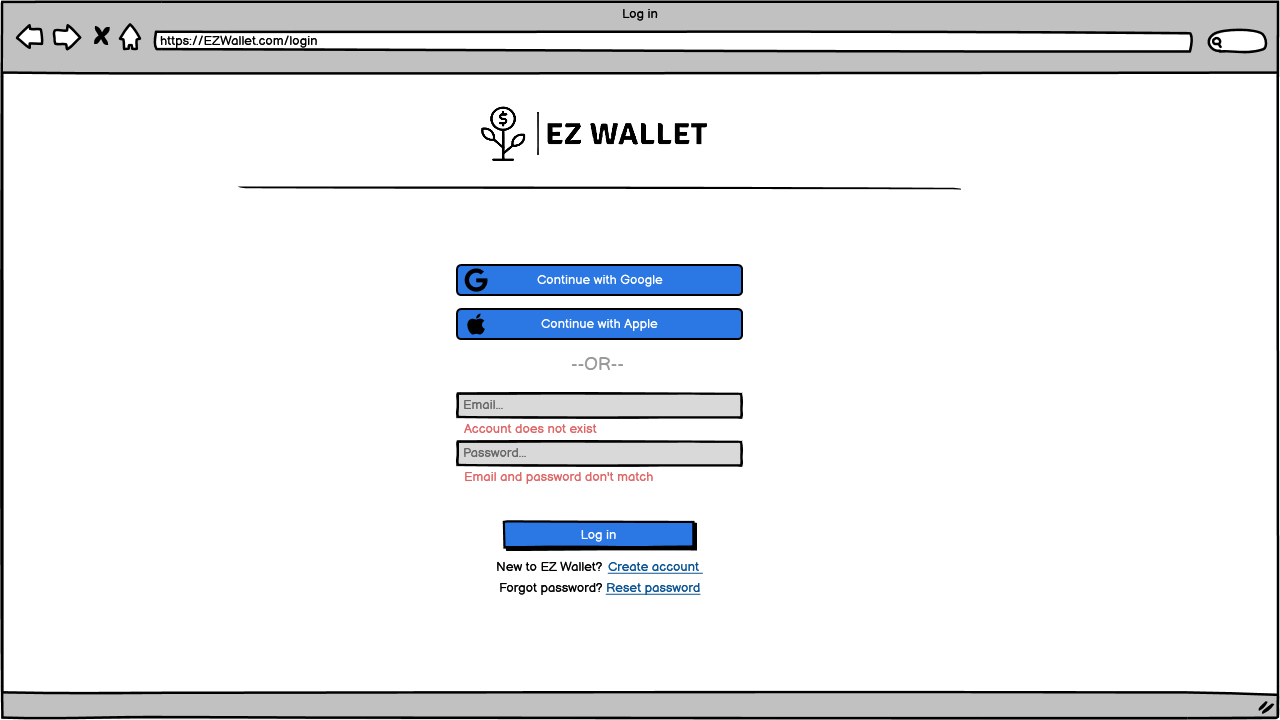 Log in
https://EZWallet.com/login
$
EZ WALLET
Continue with Google
Continue with Apple
--OR--
Email...
Account does not exist
Password...
Email and password don't match
Log in
New to EZ Wallet? Create account
Forgot password? Reset password